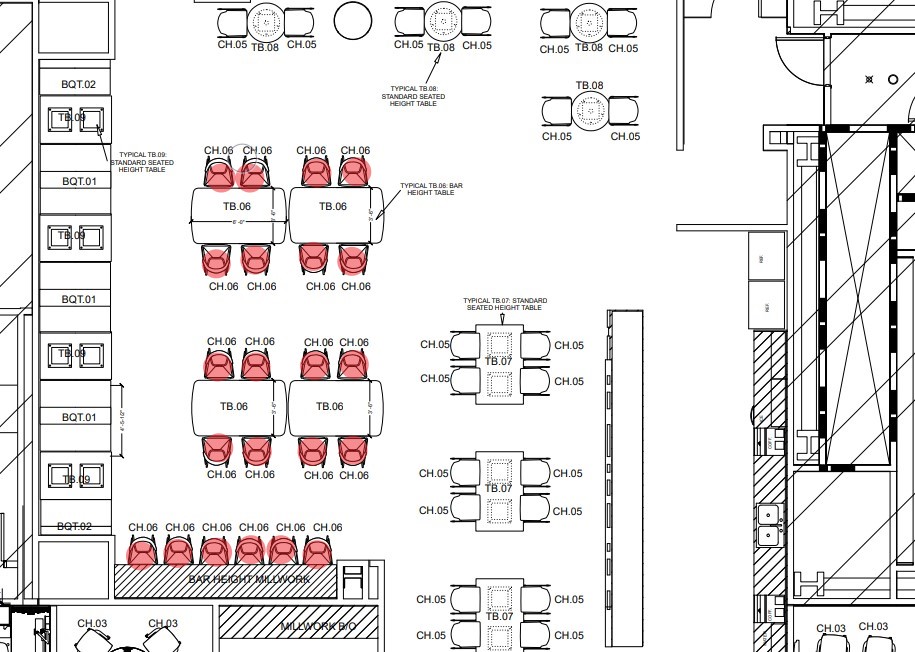 CH.05 CH.05 CH.05 CH.05 CH.05 CH.05
TB.08 TB.08 TB.08
BQT.02
TYPICAL TB.08:
STANDARD SEATED
HEIGHT TABLE
TB.08
TB.09
CH.05 CH.05
CH.06 CH.06 CH.06 CH.06
TYPICAL TB.09:
STANDARD SEATED
HEIGHT TABLE
BQT.01
TYPICAL TB.06: BAR
HEIGHT TABLE
TB.06 TB.06
TB.09
CH.06 CH.06 CH.06 CH.06
REF.
BQT.01
TYPICAL TB.07: STANDARD
SEATED HEIGHT TABLE
REF.
CH.06 CH.06 CH.06 CH.06
CH.05 CH.05
TB.09
TB.07
CH.05 CH.05
TB.06 TB.06
BQT.01
4'-5-1/2"
CH.06 CH.06 CH.06 CH.06
CH.05 CH.05
TB.09
TB.07
CH.05 CH.05
BQT.02
CH.06 CH.06 CH.06 CH.06 CH.06 CH.06
BAR HEIGHT MILLWORK
CH.05 CH.05
TB.07
CH.03 CH.03
MILLWORK B/O
CH.05 CH.05
CH.03 CH.03